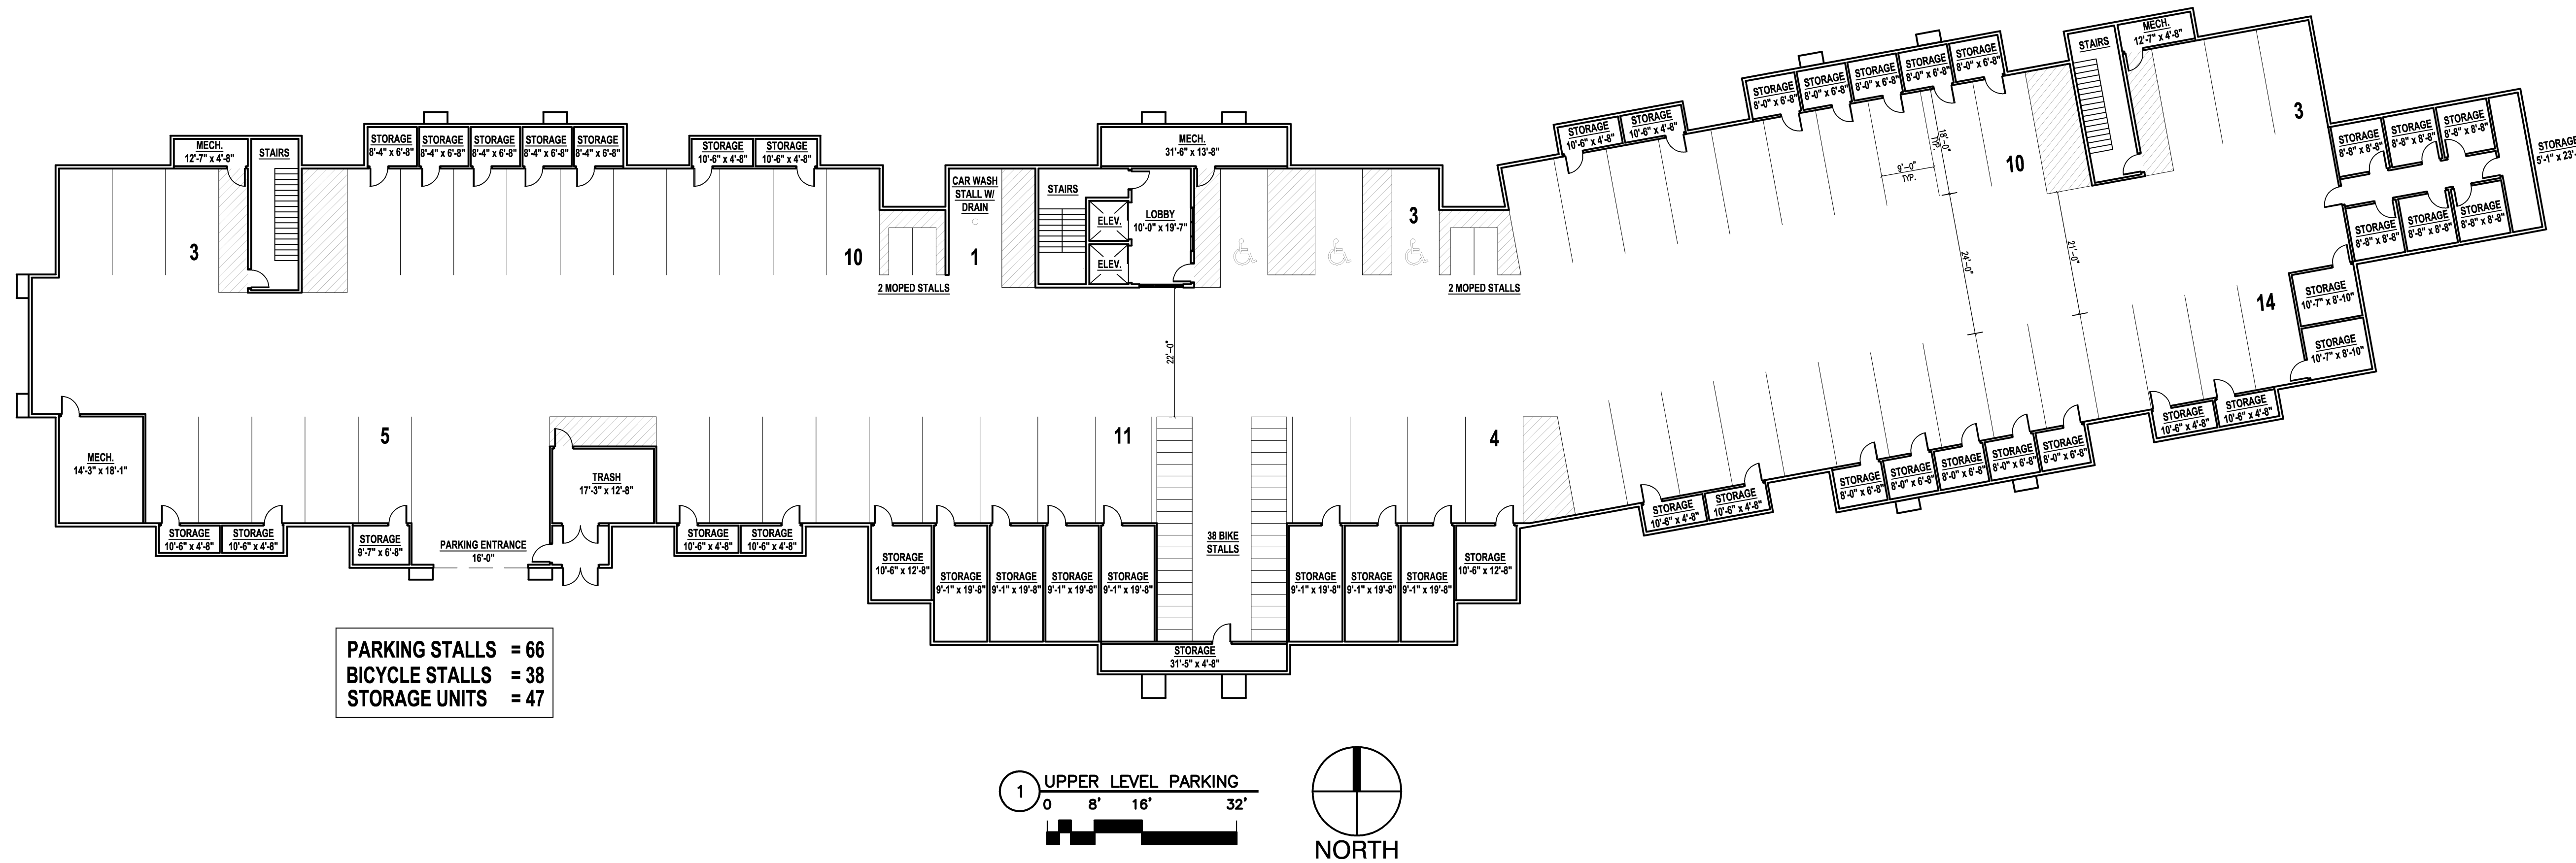 MECH.
12'-7" x 4'-8"
STAIRS
STORAGE
8'-4" x 6'-8"
STORAGE
8'-4" x 6'-8"
STORAGE
8'-4" x 6'-8"
STORAGE
8'-4" x 6'-8"
STORAGE
8'-4" x 6'-8"
STORAGE
10'-6" x 4'-8"
STORAGE
10'-6" x 4'-8"
CAR WASH
STALL W/
DRAIN
STAIRS
ELEV.
ELEV.
LOBBY
10'-0" x 19'-7"
MECH.
31'-6" x 13'-8"
3
10
2 MOPED STALLS
1
3
2 MOPED STALLS
STORAGE
10'-6" x 4'-8"
STORAGE
10'-6" x 4'-8"
STORAGE
8'-0" x 6'-8"
STORAGE
8'-0" x 6'-8"
STORAGE
8'-0" x 6'-8"
STORAGE
8'-0" x 6'-8"
STORAGE
8'-0" x 6'-8"
STAIRS
MECH.
12'-7" x 4'-8"
18'-0"
TYP.
9'-0"
TYP.
10
3
STORAGE
8'-8" x 8'-8"
STORAGE
8'-8" x 8'-8"
STORAGE
8'-8" x 8'-8"
STORAGE
5'-1" x 23'-
STORAGE
8'-8" x 8'-8"
STORAGE
8'-8" x 8'-8"
STORAGE
8'-8" x 8'-8"
24'-0"
21'-0"
14
STORAGE
10'-7" x 8'-10"
STORAGE
10'-7" x 8'-10"
22'-0"
MECH.
14'-3" x 18'-1"
5
TRASH
17'-3" x 12'-8"
11
4
STORAGE
10'-6" x 4'-8"
STORAGE
10'-6" x 4'-8"
STORAGE
9'-7" x 6'-8"
PARKING ENTRANCE
16'-0"
STORAGE
10'-6" x 4'-8"
STORAGE
10'-6" x 4'-8"
STORAGE
10'-6" x 12'-8"
STORAGE
9'-1" x 19'-8"
STORAGE
9'-1" x 19'-8"
STORAGE
9'-1" x 19'-8"
STORAGE
9'-1" x 19'-8"
38 BIKE
STALLS
STORAGE
9'-1" x 19'-8"
STORAGE
9'-1" x 19'-8"
STORAGE
9'-1" x 19'-8"
STORAGE
10'-6" x 12'-8"
STORAGE
10'-6" x 4'-8"
STORAGE
10'-6" x 4'-8"
STORAGE
8'-0" x 6'-8"
STORAGE
8'-0" x 6'-8"
STORAGE
8'-0" x 6'-8"
STORAGE
8'-0" x 6'-8"
STORAGE
8'-0" x 6'-8"
STORAGE
10'-6" x 4'-8"
STORAGE
10'-6" x 4'-8"
STORAGE
31'-5" x 4'-8"
PARKING STALLS = 66
BICYCLE STALLS = 38
STORAGE UNITS = 47
1 UPPER LEVEL PARKING
0 8' 16' 32'
NORTH